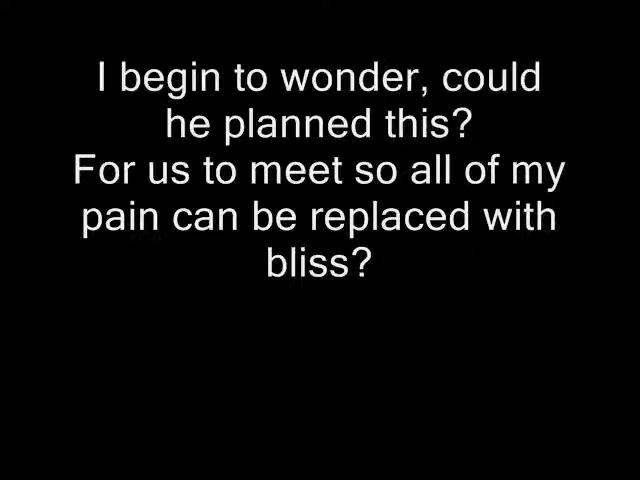 I begin to wonder, could
he planned this?
For us to meet so all of my
pain can be replaced with
bliss?